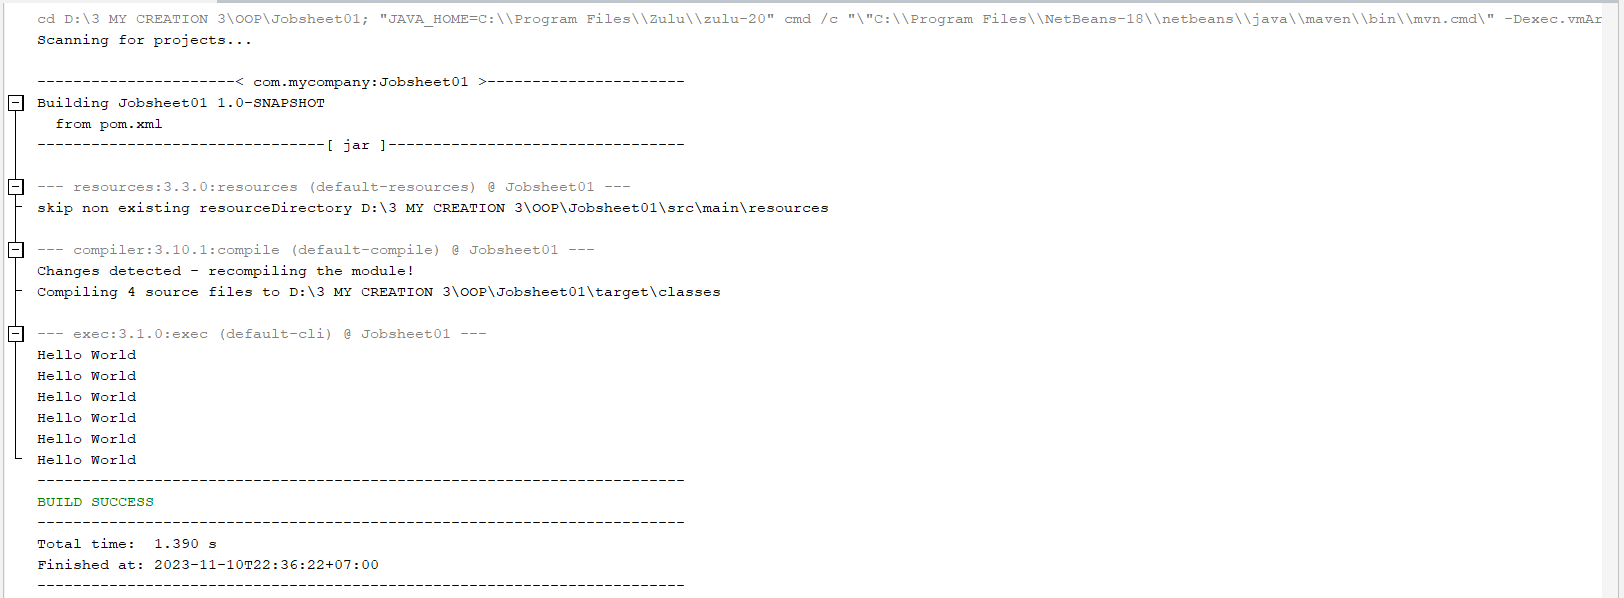 cd D:\3 MY CREATION 3\OOP\Jobsheet01; "JAVA_HOME=C:\\Program Files\\Zulu\\zulu-20" cmd /c "\"C:\\Program Files\\NetBeans-18\\netbeans\\java\\maven\\bin\\mvn.cmd\" -Dexec.vmAr
Scanning for projects...
----------------------< com.mycompany:Jobsheet01 >----------------------
Building Jobsheet01 1.0-SNAPSHOT
  from pom.xml
--------------------------------[ jar ]---------------------------------
--- resources:3.3.0:resources (default-resources) @ Jobsheet01 ---
skip non existing resourceDirectory D:\3 MY CREATION 3\OOP\Jobsheet01\src\main\resources
--- compiler:3.10.1:compile (default-compile) @ Jobsheet01 ---
Changes detected - recompiling the module!
Compiling 4 source files to D:\3 MY CREATION 3\OOP\Jobsheet01\target\classes
--- exec:3.1.0:exec (default-cli) @ Jobsheet01 ---
Hello World
Hello World
Hello World
Hello World
Hello World
Hello World
------------------------------------------------------------------------
BUILD SUCCESS
------------------------------------------------------------------------
Total time:  1.390 s
Finished at: 2023-11-10T22:36:22+07:00
------------------------------------------------------------------------